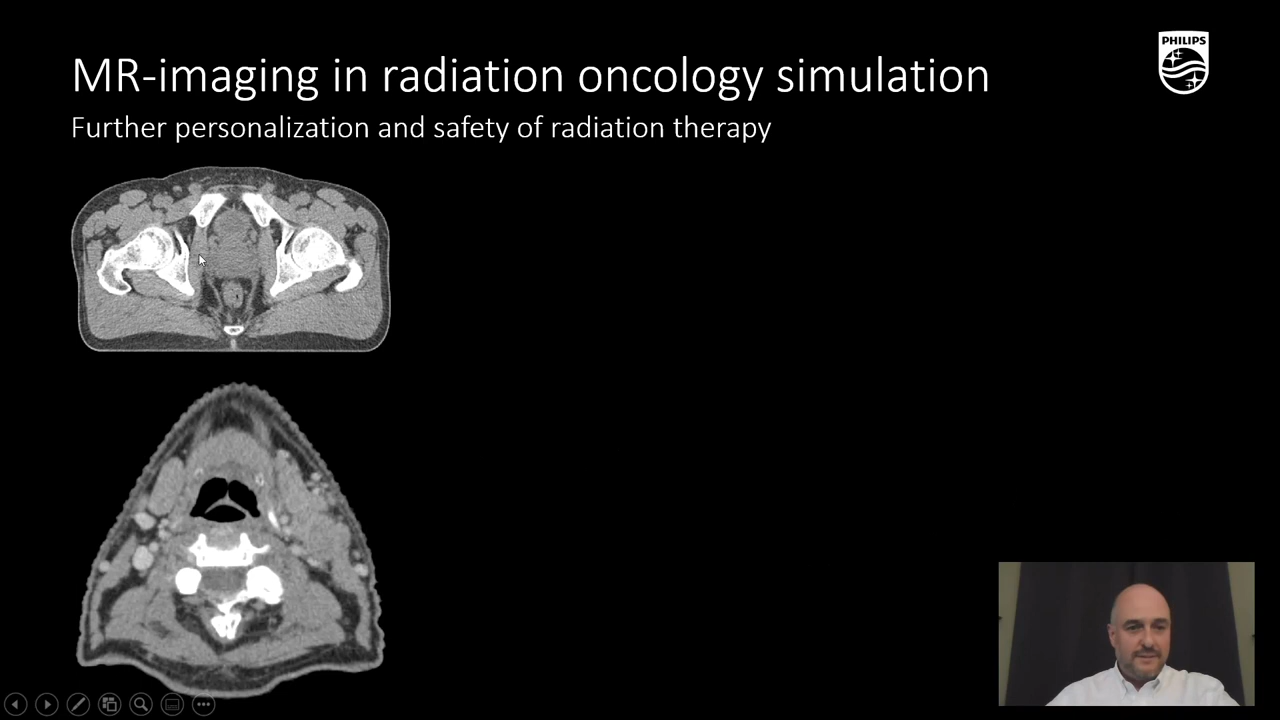 MR-imaging in radiation oncology simulation
PHILIPS
Further personalization and safety of radiation therapy